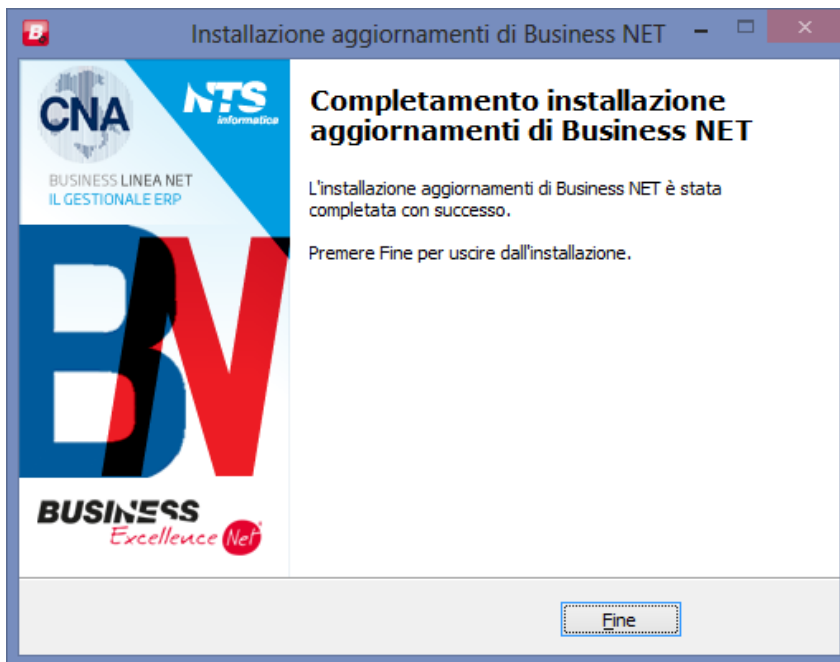 B
Installazione aggiornamenti di Business NET
CNA
NTS
informatica
BUSINESS LINEA NET
IL GESTIONALE ERP
BN
BUSINESS
Excellence Net
Completamento installazione
aggiornamenti di Business NET
L'installazione aggiornamenti di Business NET è stata
completata con successo.
Premere Fine per uscire dall'installazione.
Fine